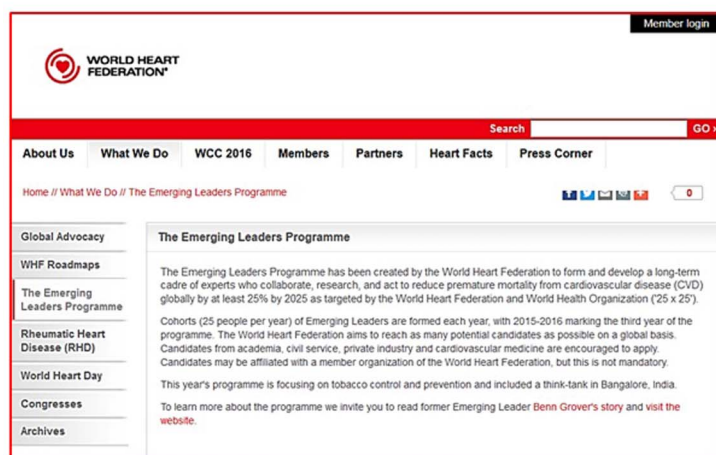 Member login
WORLD HEART
FEDERATION®
Search
GO »
About Us
What We Do
WCC 2016
Members
Partners
Heart Facts
Press Corner
Home // What We Do // The Emerging Leaders Programme
0
Global Advocacy
WHF Roadmaps
The Emerging
Leaders Programme
Rheumatic Heart
Disease (RHD)
World Heart Day
Congresses
Archives
The Emerging Leaders Programme
The Emerging Leaders Programme has been created by the World Heart Federation to form and develop a long-term
cadre of experts who collaborate, research, and act to reduce premature mortality from cardiovascular disease (CVD)
globally by at least 25% by 2025 as targeted by the World Heart Federation and World Health Organization ('25 x 25').
Cohorts (25 people per year) of Emerging Leaders are formed each year, with 2015-2016 marking the third year of the
programme. The World Heart Federation aims to reach as many potential candidates as possible on a global basis.
Candidates from academia, civil service, private industry and cardiovascular medicine are encouraged to apply.
Candidates may be affiliated with a member organization of the World Heart Federation, but this is not mandatory.
This year's programme is focusing on tobacco control and prevention and included a think-tank in Bangalore, India.
To learn more about the programme we invite you to read former Emerging Leader Benn Grover's story and visit the
website.